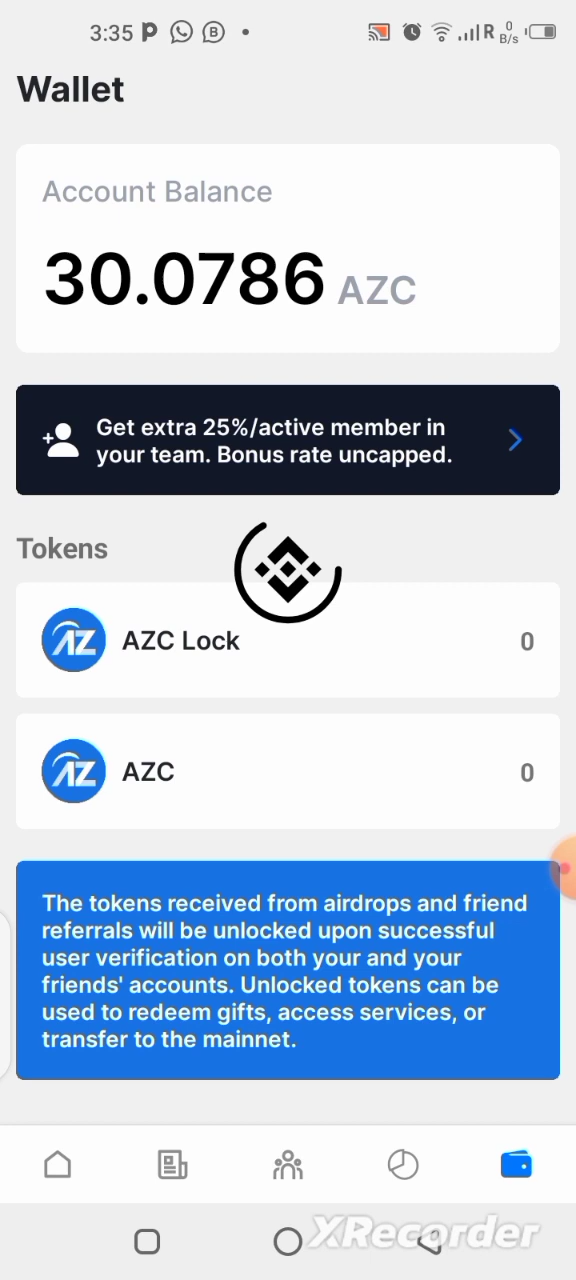 3:35
R
0
B/s
Wallet
Account Balance
30.0786 AZC
Get extra 25%/active member in
your team. Bonus rate uncapped.
Tokens
AZ AZC Lock 0
AZ AZC 0
The tokens received from airdrops and friend
referrals will be unlocked upon successful
user verification on both your and your
friends' accounts. Unlocked tokens can be
used to redeem gifts, access services, or
transfer to the mainnet.
XRecorder